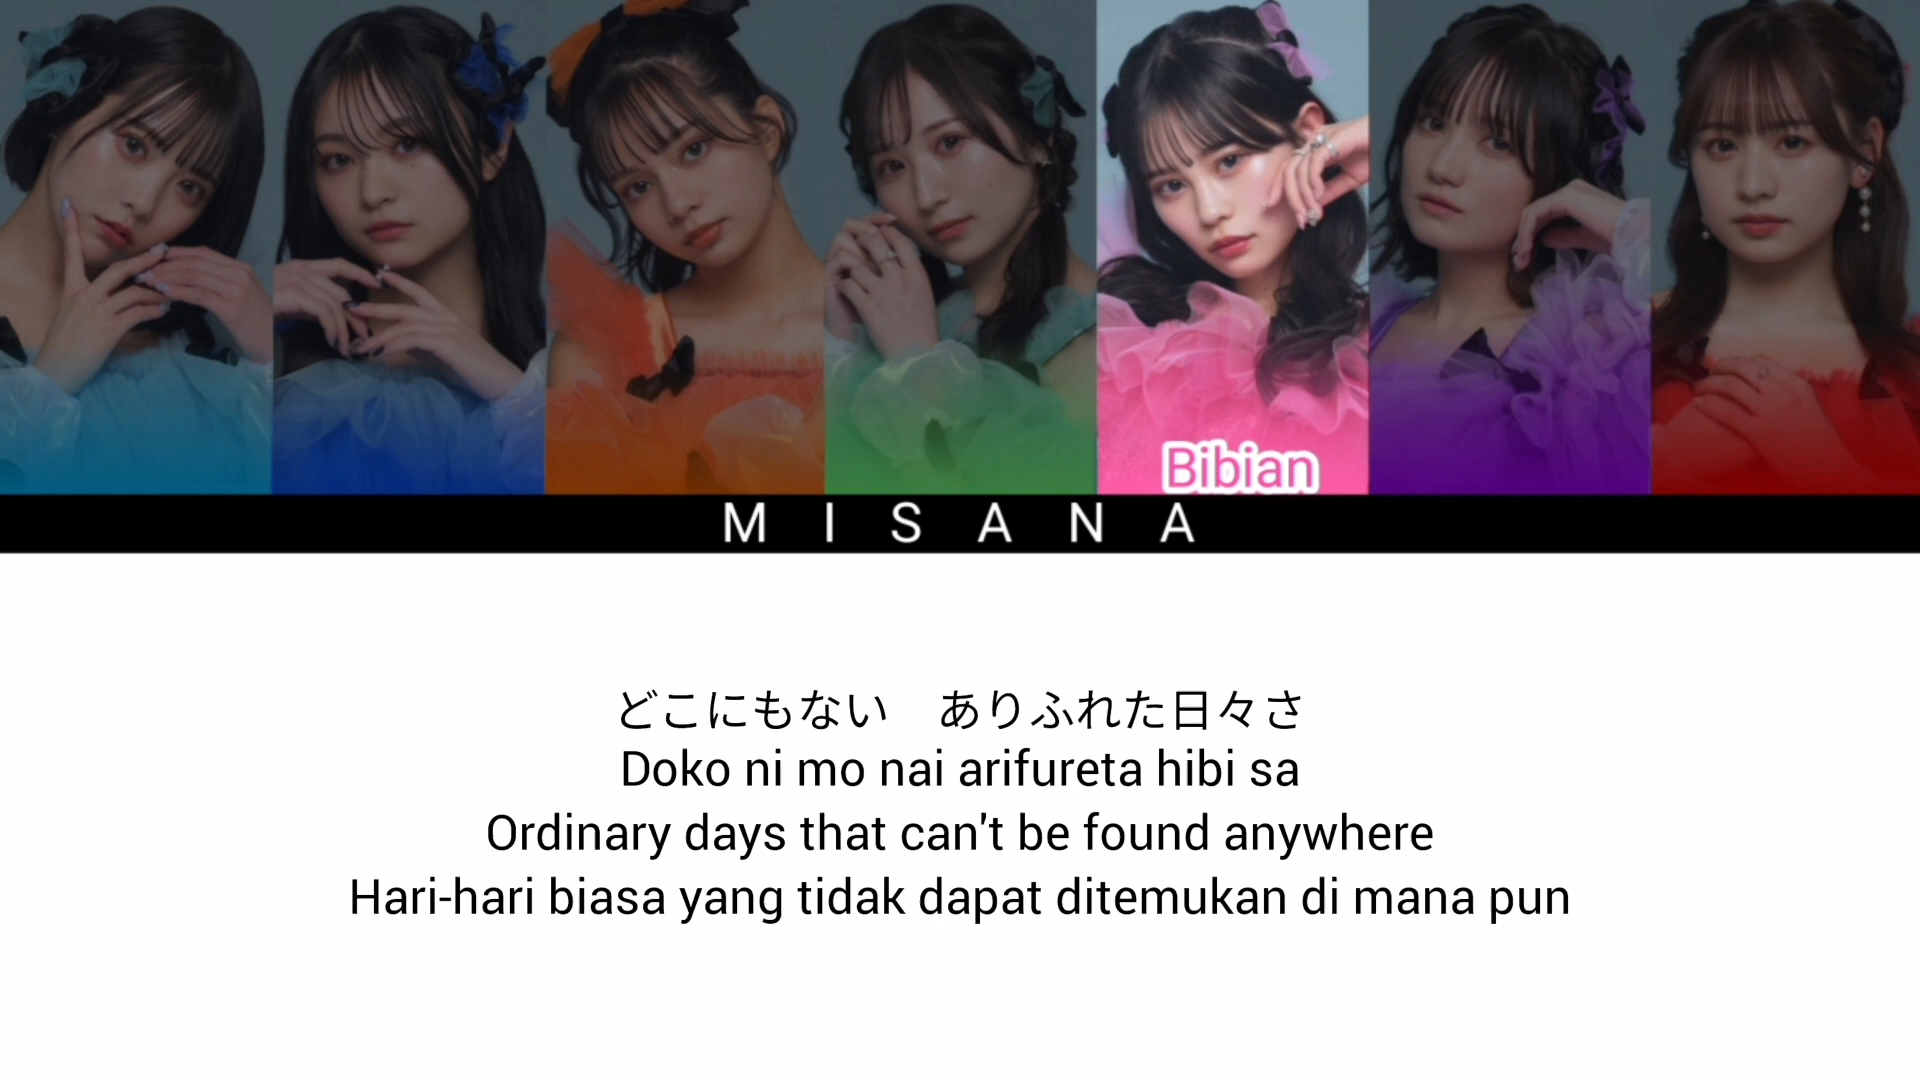 Bibian
M I S A N A
どこにもない　ありふれた日々さ
Doko ni mo nai arifureta hibi sa
Ordinary days that can't be found anywhere
Hari-hari biasa yang tidak dapat ditemukan di mana pun